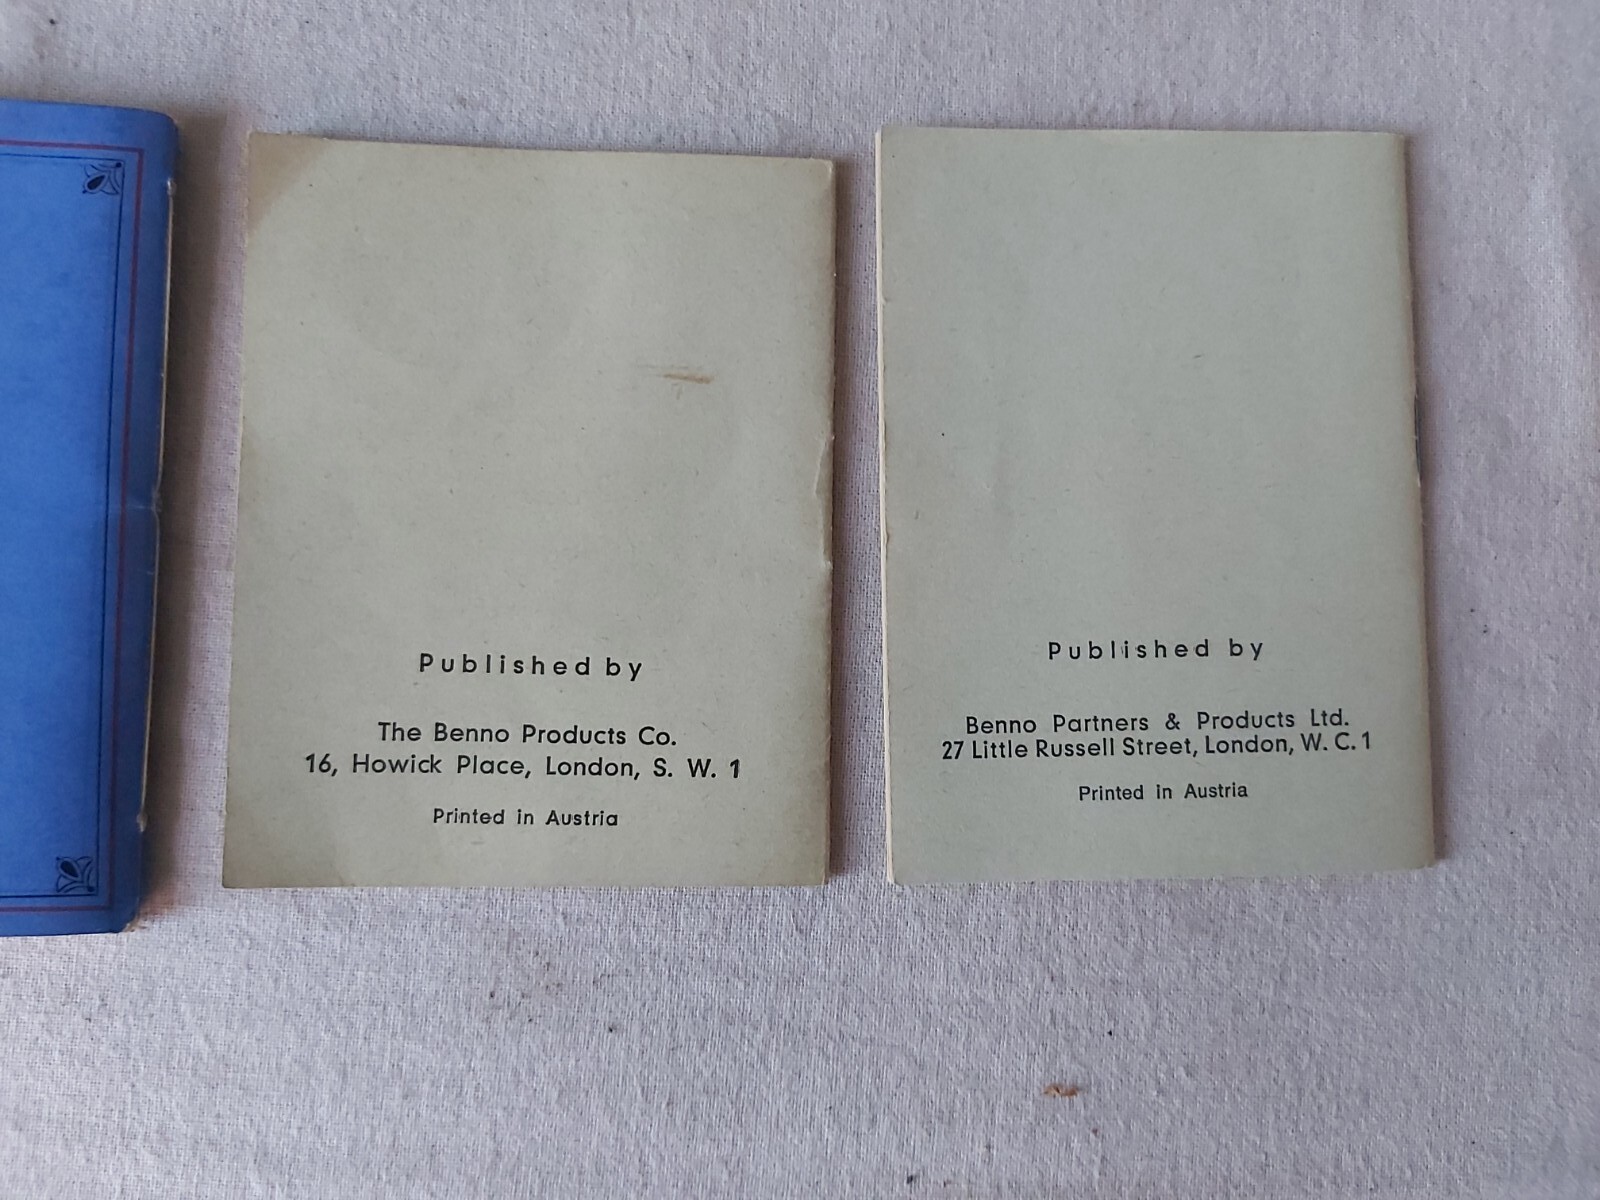 Published by
The Benno Products Co.
16, Howick Place, London, S. W. 1
Printed in Austria
Published by
Benno Partners & Products Ltd.
27 Little Russell Street, London, W. C. 1
Printed in Austria